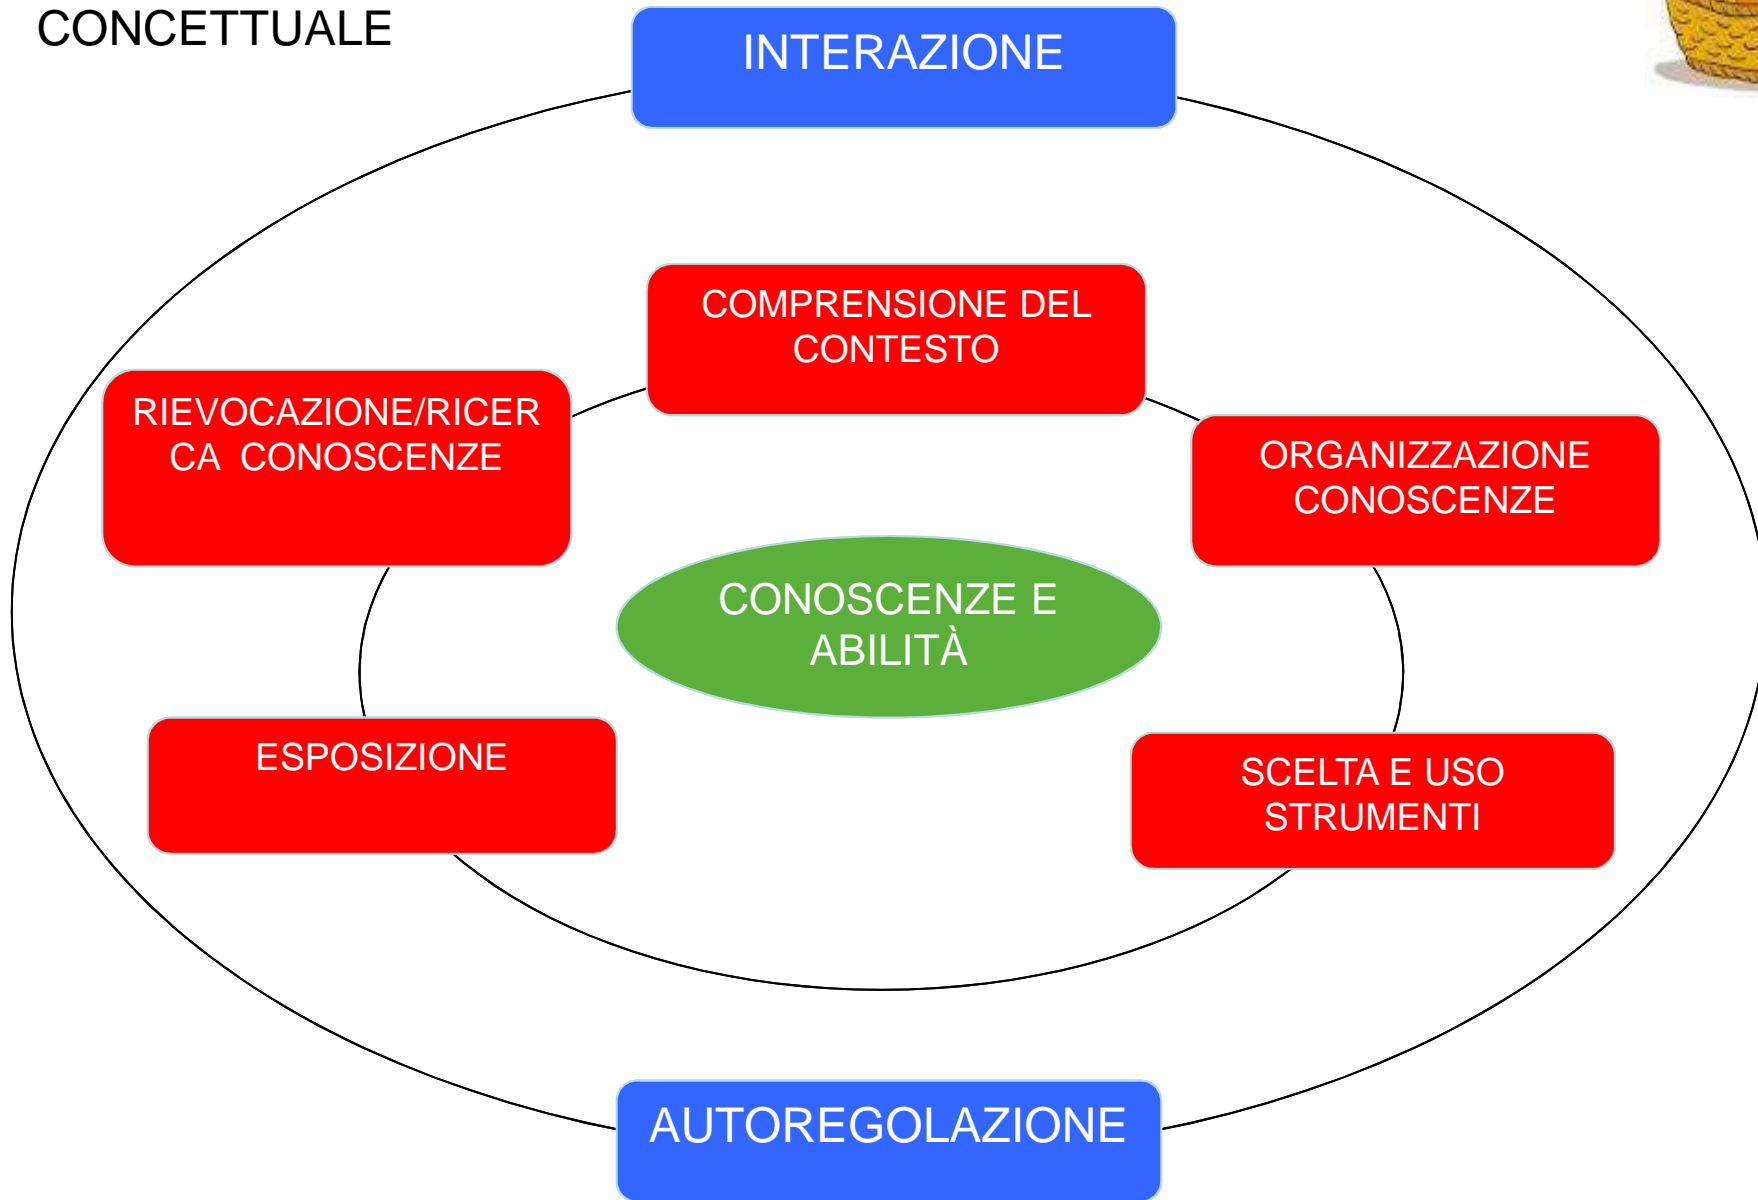 CONCETTUALE
INTERAZIONE
COMPRENSIONE DEL
CONTESTO
RIEVOCAZIONE/RICER
CA CONOSCENZE
ORGANIZZAZIONE
CONOSCENZE
CONOSCENZE E
ABILITÀ
ESPOSIZIONE
SCELTA E USO
STRUMENTI
AUTOREGOLAZIONE